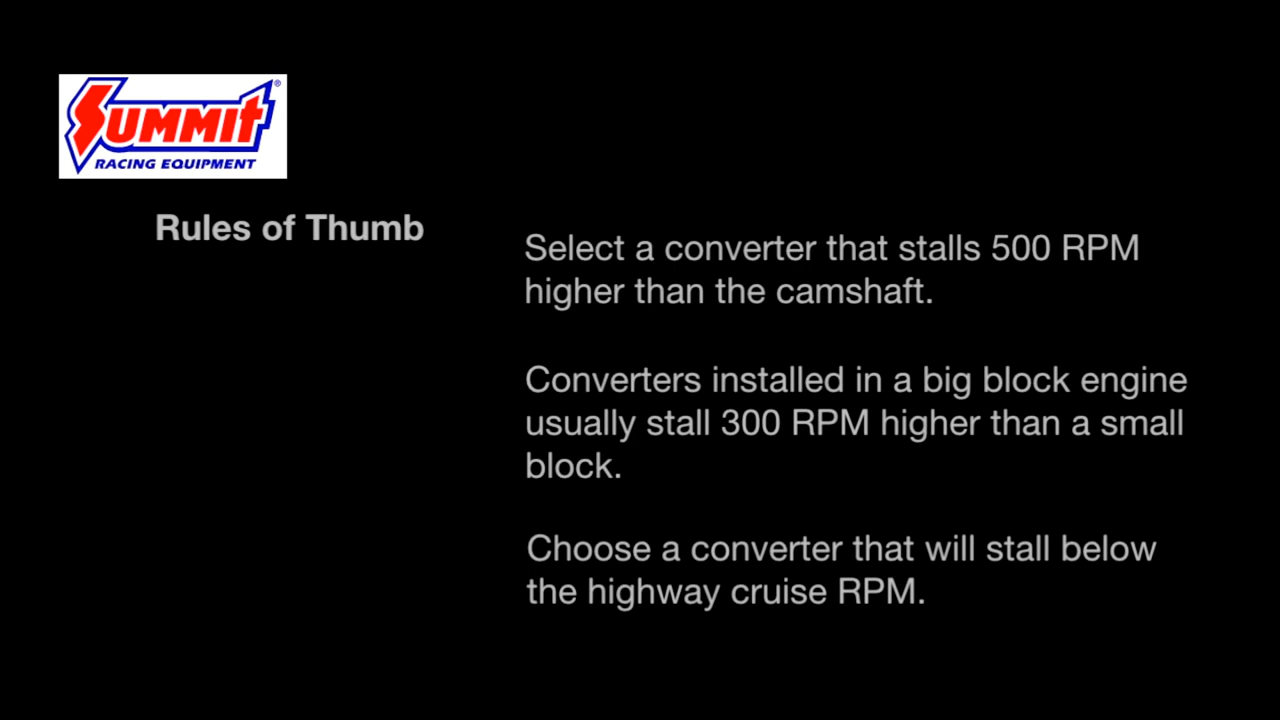 SUMMIT®
RACING EQUIPMENT
Rules of Thumb
Select a converter that stalls 500 RPM
higher than the camshaft.
Converters installed in a big block engine
usually stall 300 RPM higher than a small
block.
Choose a converter that will stall below
the highway cruise RPM.